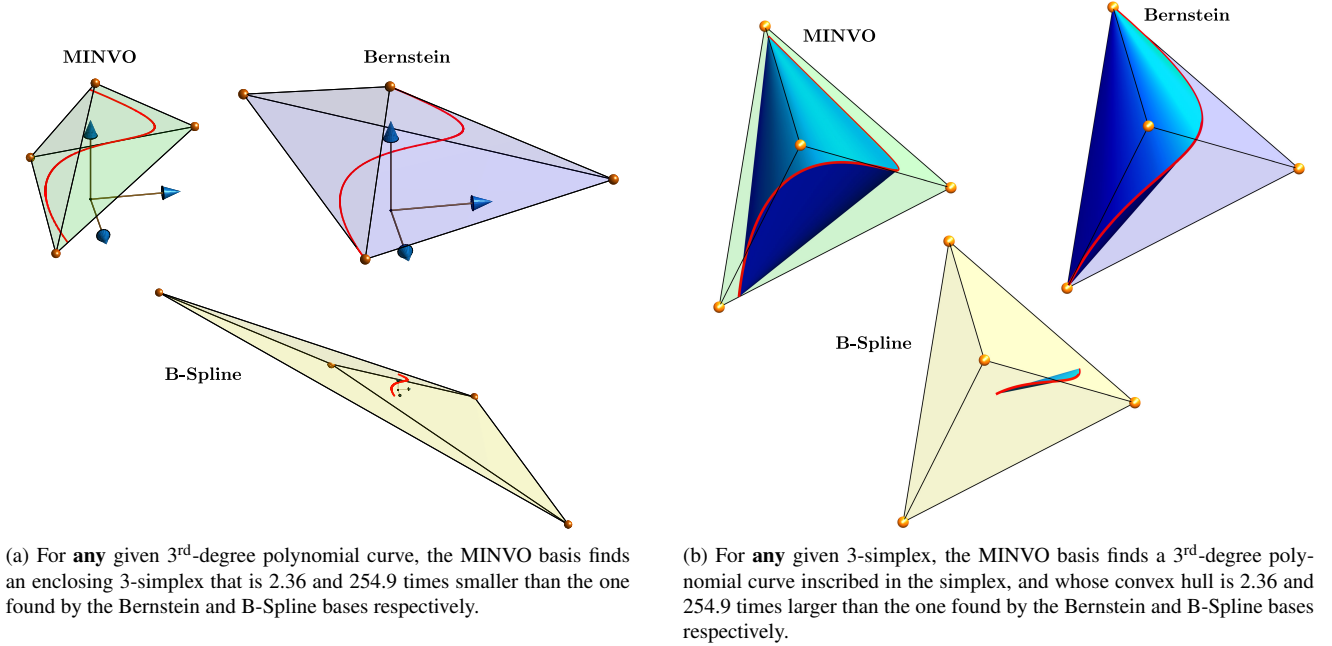 MINVO
Bernstein
B-Spline
(a) For any given 3rd-degree polynomial curve, the MINVO basis finds
an enclosing 3-simplex that is 2.36 and 254.9 times smaller than the one
found by the Bernstein and B-Spline bases respectively.
MINVO
Bernstein
B-Spline
(b) For any given 3-simplex, the MINVO basis finds a 3rd-degree poly-
nomial curve inscribed in the simplex, and whose convex hull is 2.36 and
254.9 times larger than the one found by the Bernstein and B-Spline bases
respectively.